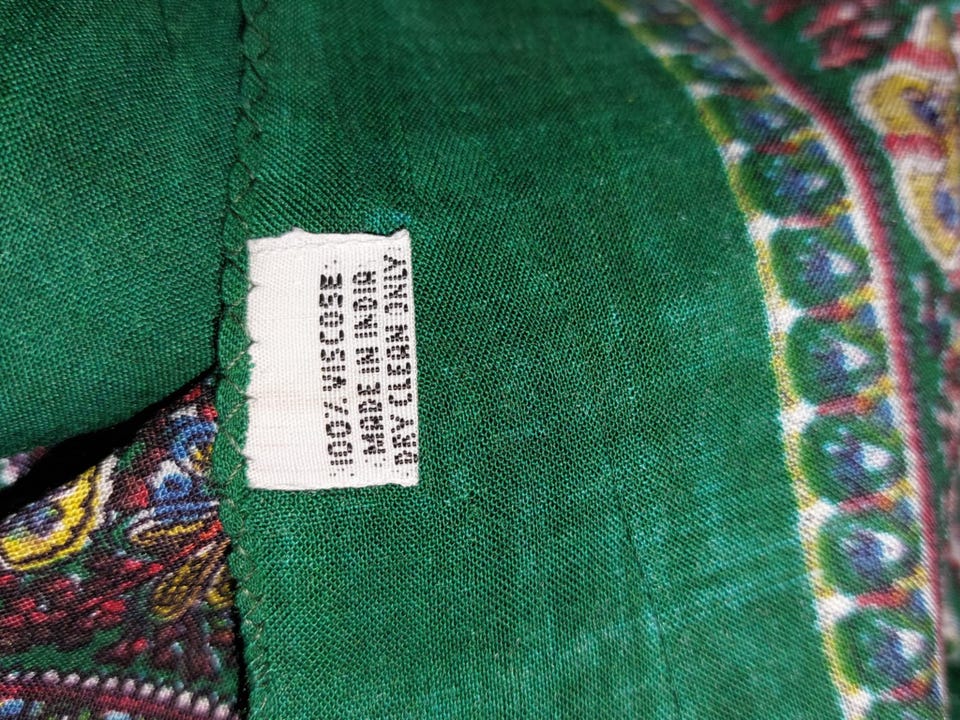 100% VISCOSE
MADE IN INDIA
DRY CLEAN ONLY